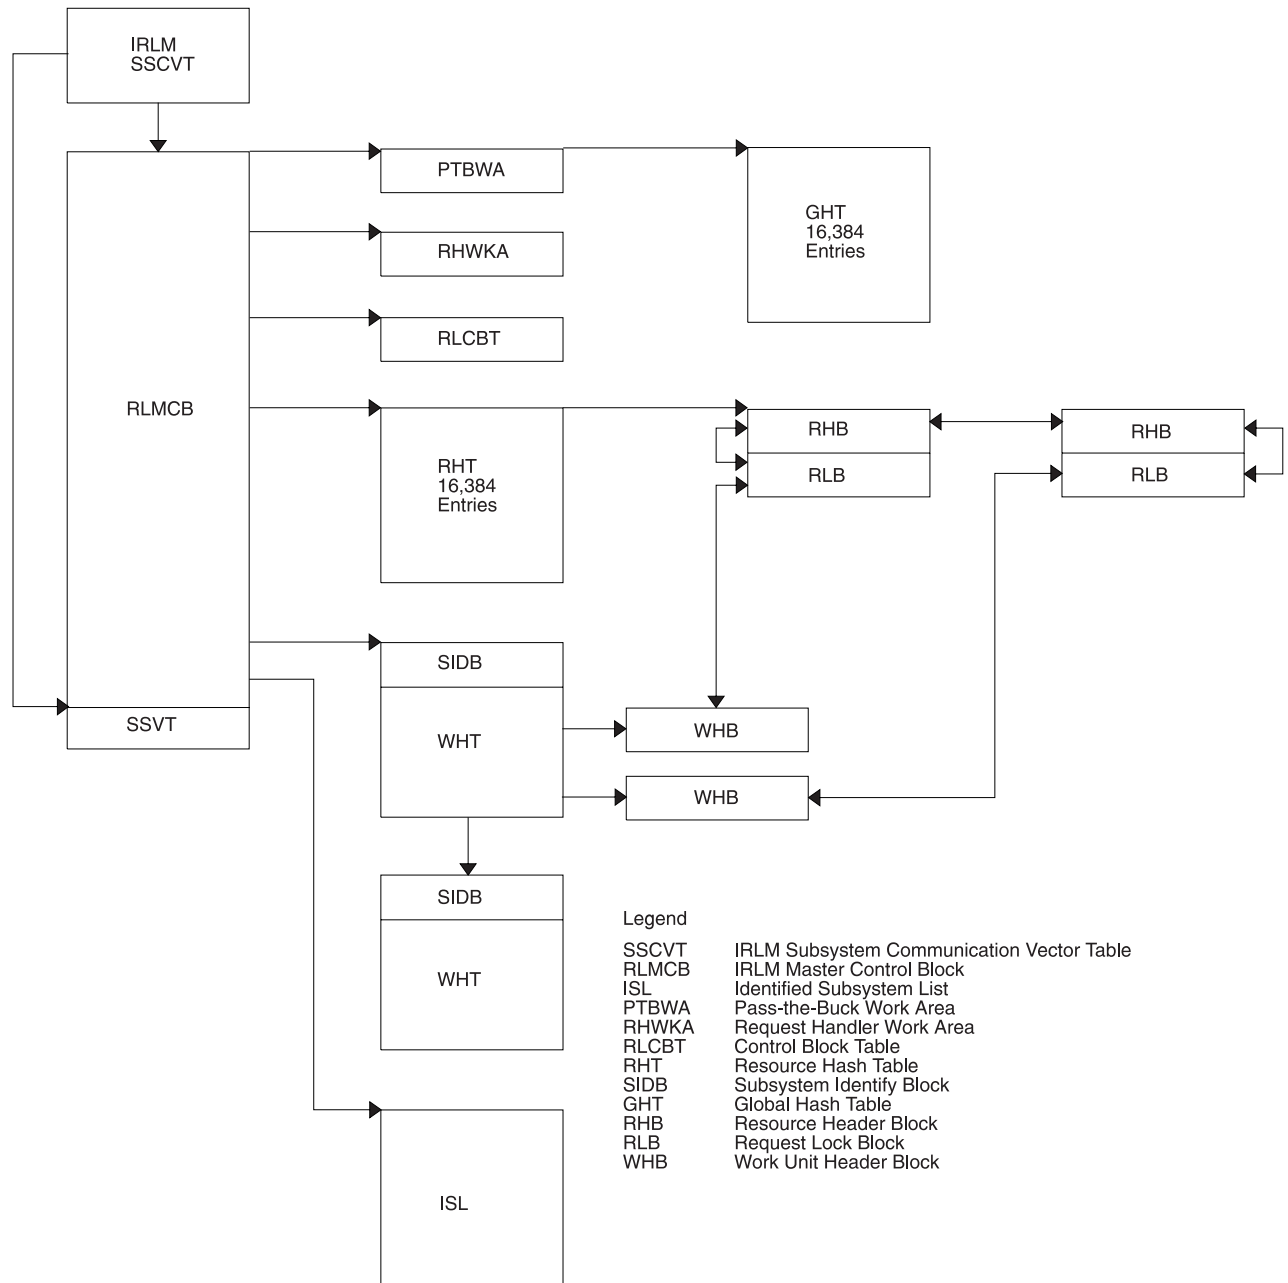 IRLM
SSCVT
PTBWA
GHT
16,384
Entries
RHWKA
RLCBT
RLMCB
RHB
RHB
RHT
16,384
Entries
RLB
RLB
SIDB
SSVT
WHT
WHB
WHB
SIDB
WHT
Legend
SSCVT IRLM Subsystem Communication Vector Table
RLMCB IRLM Master Control Block
ISL Identified Subsystem List
PTBWA Pass-the-Buck Work Area
RHWKA Request Handler Work Area
RLCBT Control Block Table
RHT Resource Hash Table
SIDB Subsystem Identify Block
GHT Global Hash Table
RHB Resource Header Block
RLB Request Lock Block
WHB Work Unit Header Block
ISL